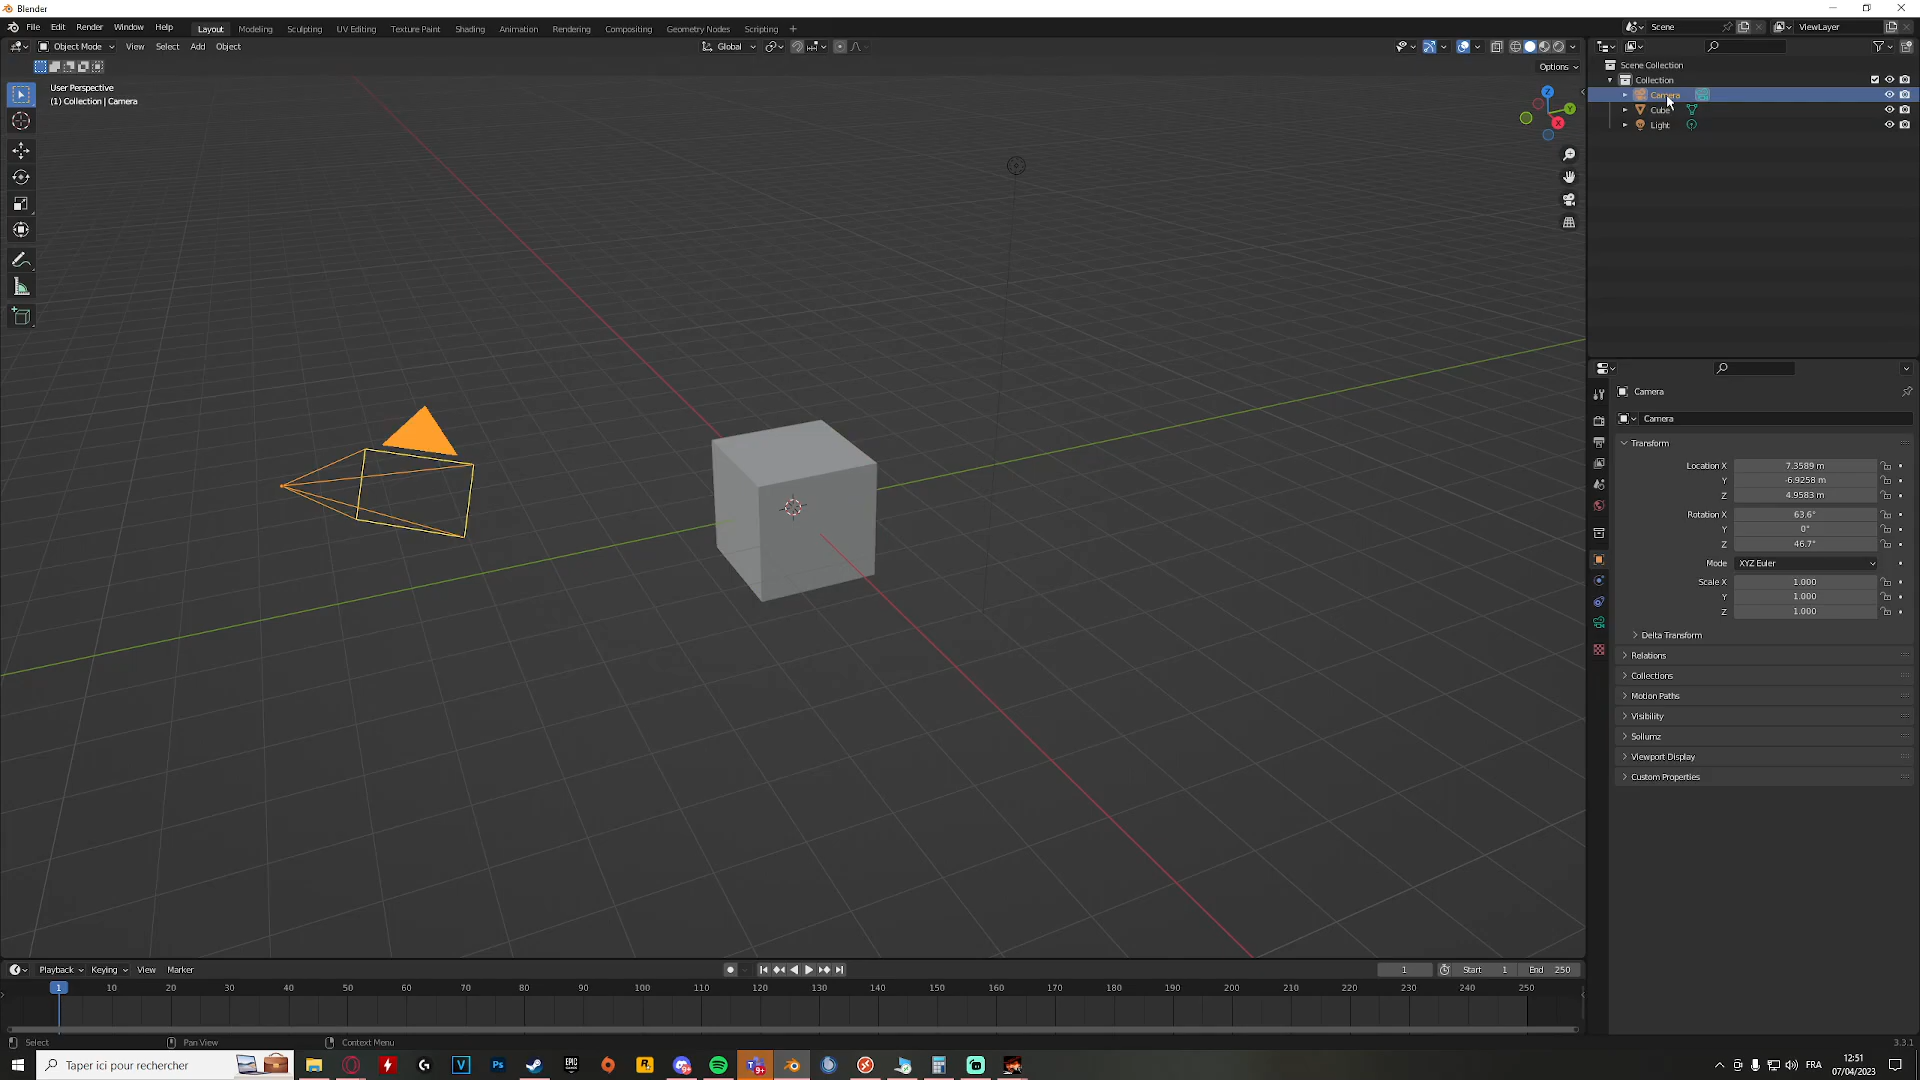 Blender
File Edit Render Window Help Layout Modeling Sculpting UV Editing Texture Paint Shading Animation Rendering Compositing Geometry Nodes Scripting + Scene ViewLayer
Object Mode View Select Add Object Global
Options
User Perspective
(1) Collection | Camera
Z
Y
X
Scene Collection
Collection
Camera
Cube
Light
Camera
Camera
Transform
Location X 7.3589 m
Y -6.9258 m
Z 4.9583 m
Rotation X 63.6°
Y 0°
Z 46.7°
Mode XYZ Euler
Scale X 1.000
Y 1.000
Z 1.000
Delta Transform
Relations
Collections
Motion Paths
Visibility
Sollumz
Viewport Display
Custom Properties
Playback Keying View Marker 1 Start 1 End 250
1 10 20 30 40 50 60 70 80 90 100 110 120 130 140 150 160 170 180 190 200 210 220 230 240 250
Select Pan View Context Menu 3.3.1
Taper ici pour rechercher
V Ps EPIC GAMES R 9+
FRA
12:51
07/04/2023